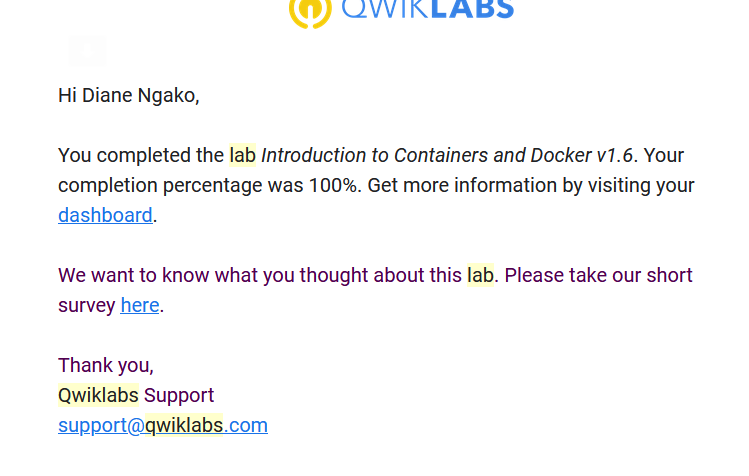 QWIKLABS
Hi Diane Ngako,
You completed the lab Introduction to Containers and Docker v1.6. Your
completion percentage was 100%. Get more information by visiting your
dashboard.
We want to know what you thought about this lab. Please take our short
survey here.
Thank you,
Qwiklabs Support
support@qwiklabs.com